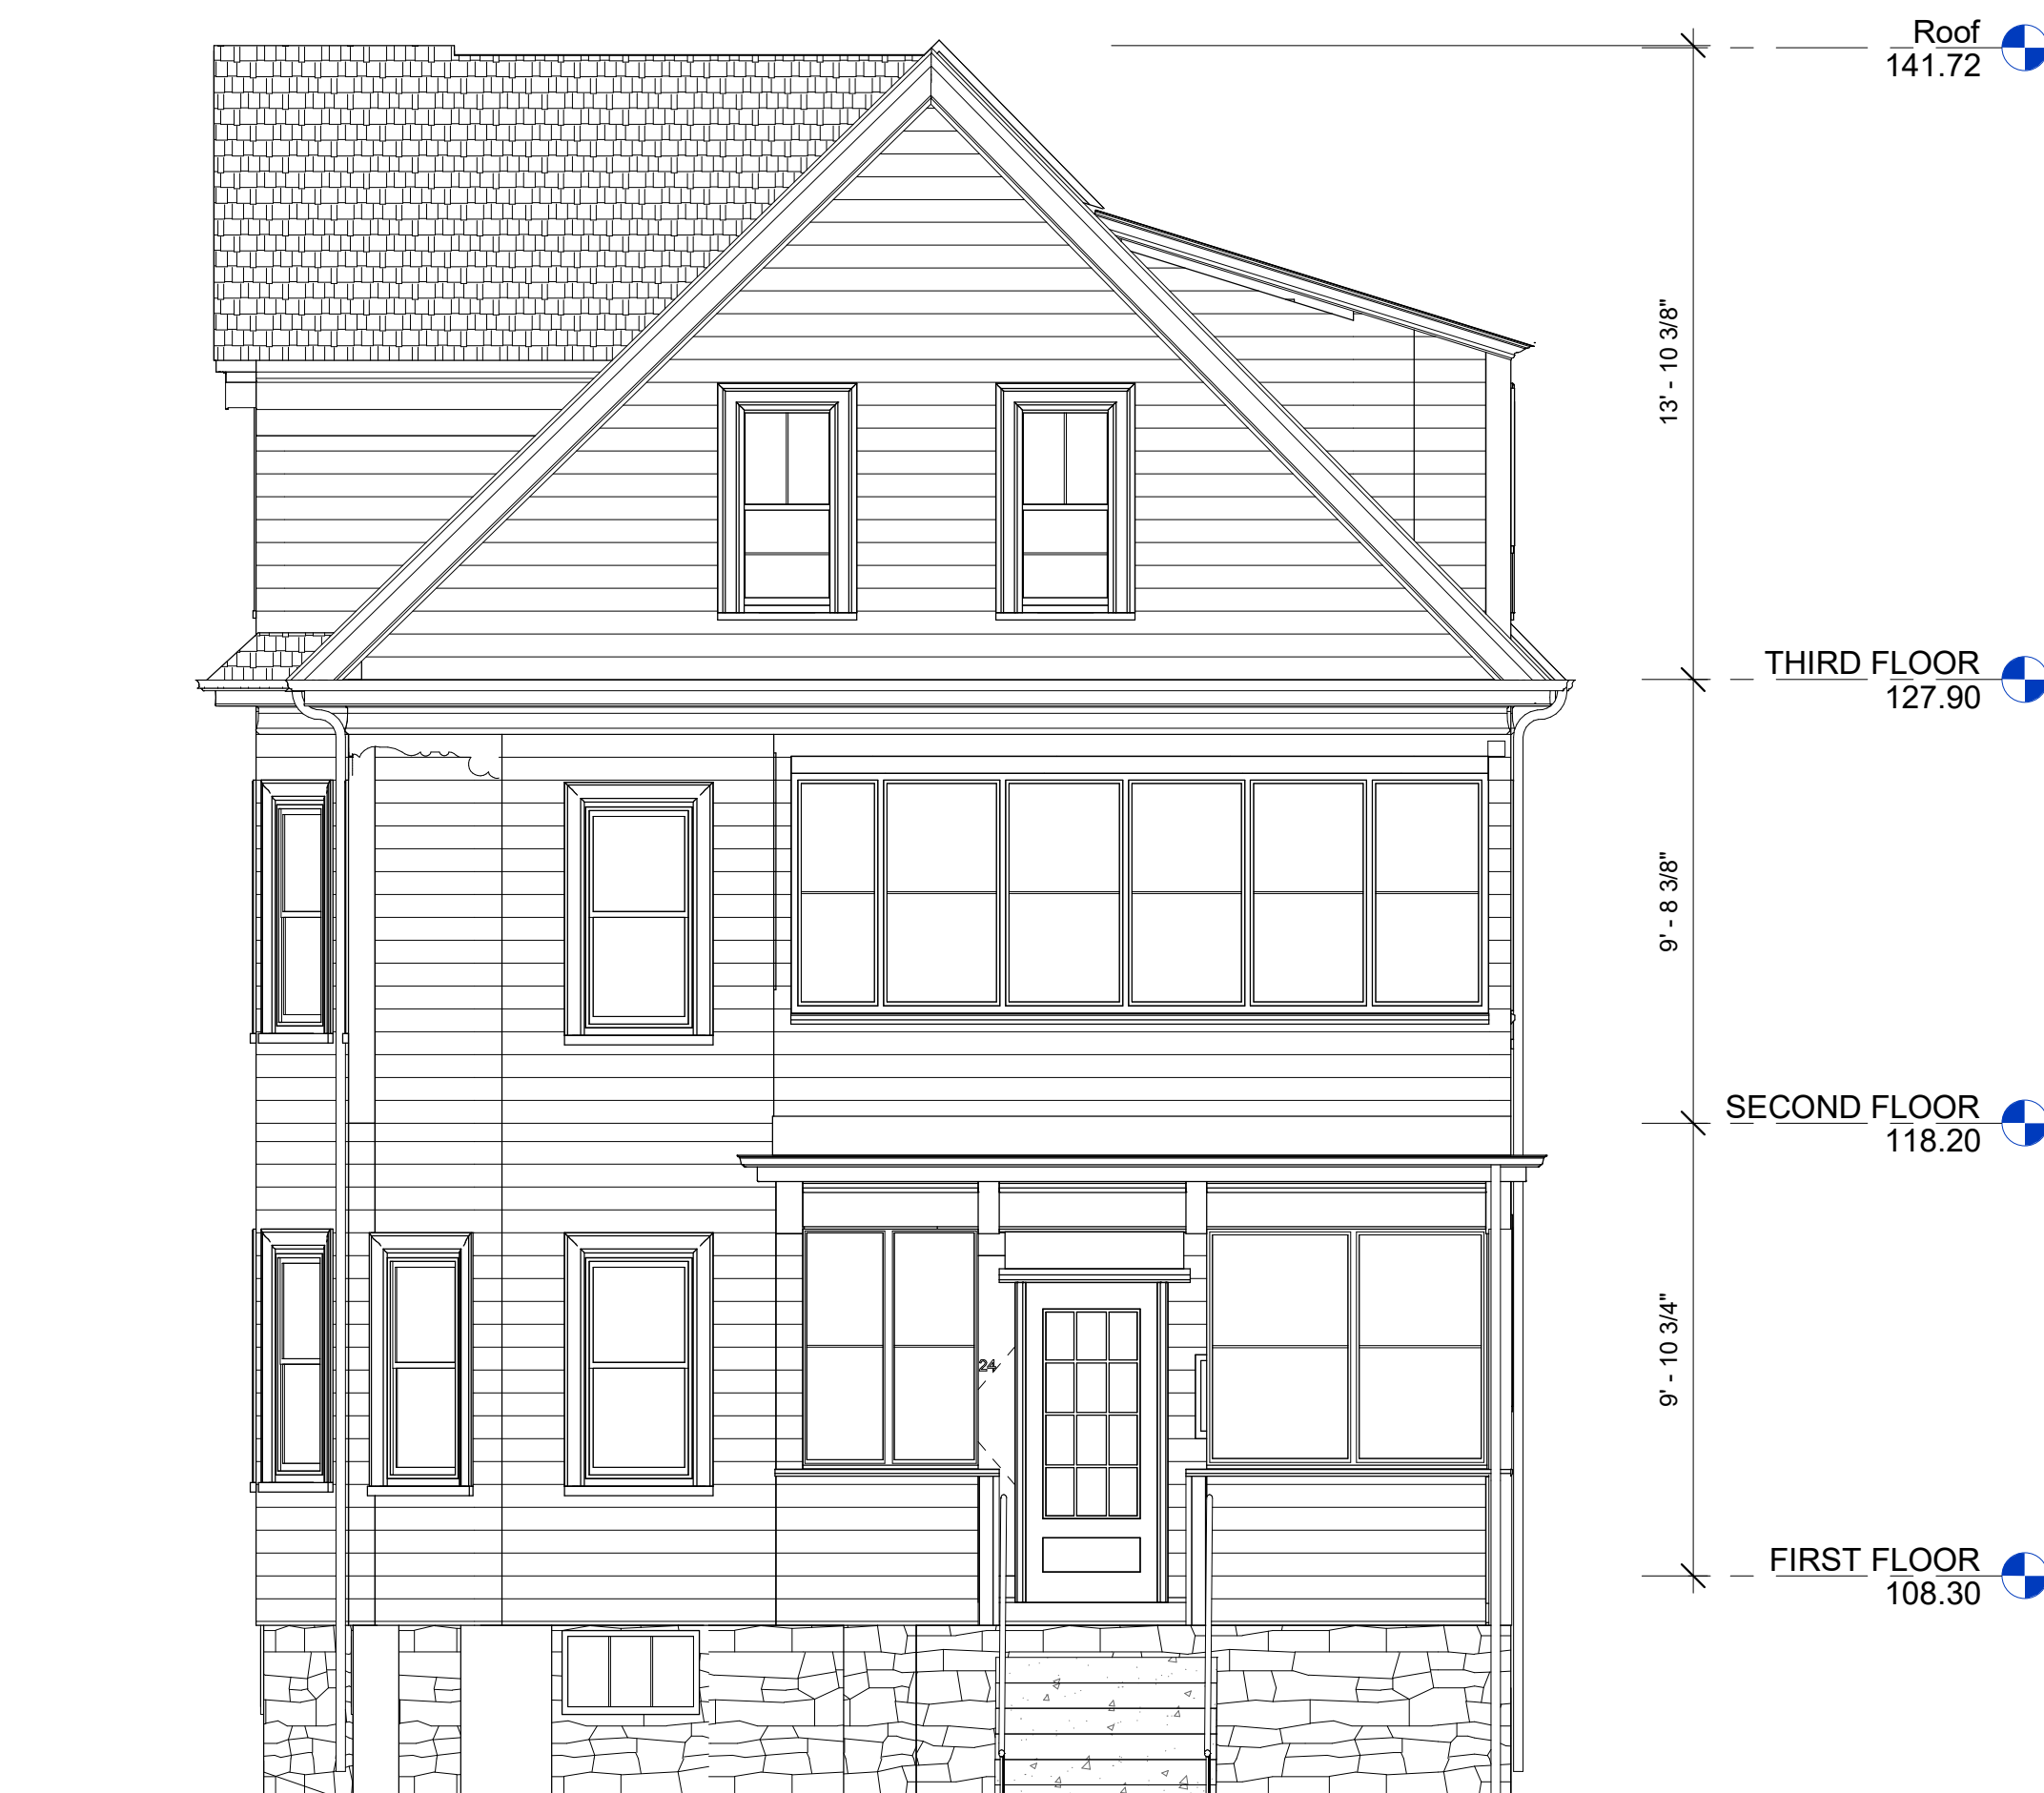 Roof
141.72
13' - 10 3/8"
THIRD FLOOR
127.90
9' - 8 3/8"
SECOND FLOOR
118.20
9' - 10 3/4"
24
FIRST FLOOR
108.30